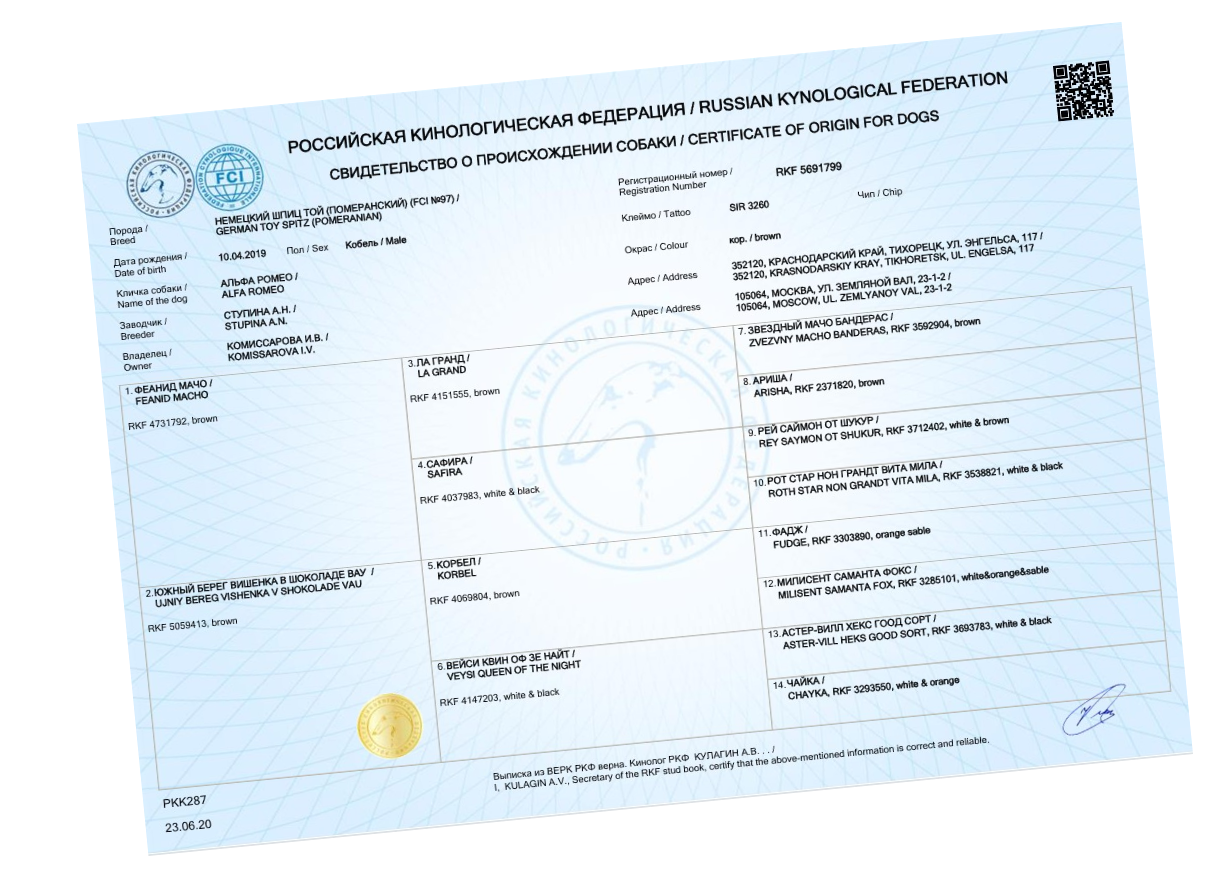 РОССИЙСКАЯ КИНОЛОГИЧЕСКАЯ ФЕДЕРАЦИЯ / RUSSIAN KYNOLOGICAL FEDERATION
СВИДЕТЕЛЬСТВО О ПРОИСХОЖДЕНИИ СОБАКИ / CERTIFICATE OF ORIGIN FOR DOGS
РОССИЙСКАЯ КИНОЛОГИЧЕСКАЯ ФЕДЕРАЦИЯ
FEDERATION CYNOLOGIQUE INTERNATIONALE
FCI
Порода /
Breed
НЕМЕЦКИЙ ШПИЦ ТОЙ (ПОМЕРАНСКИЙ) (FCI №97) /
GERMAN TOY SPITZ (POMERANIAN)
Регистрационный номер /
Registration Number
RKF 5691799
Дата рождения /
Date of birth
10.04.2019
Пол / Sex
Кобель / Male
Клеймо / Tattoo
SIR 3260
Чип / Chip
Кличка собаки /
Name of the dog
АЛЬФА РОМЕО /
ALFA ROMEO
Окрас / Colour
кор. / brown
Заводчик /
Breeder
СТУПИНА А.Н. /
STUPINA A.N.
Адрес / Address
352120, КРАСНОДАРСКИЙ КРАЙ, ТИХОРЕЦК, УЛ. ЭНГЕЛЬСА, 117 /
352120, KRASNODARSKIY KRAY, TIKHORETSK, UL. ENGELSA, 117
Владелец /
Owner
КОМИССАРОВА И.В. /
KOMISSAROVA I.V.
Адрес / Address
105064, МОСКВА, УЛ. ЗЕМЛЯНОЙ ВАЛ, 23-1-2 /
105064, MOSCOW, UL. ZEMLYANOY VAL, 23-1-2
1. ФЕАНИД МАЧО /
FEANID MACHO
RKF 4731792, brown
2. ЮЖНЫЙ БЕРЕГ ВИШЕНКА В ШОКОЛАДЕ ВАУ /
UJNIY BEREG VISHENKA V SHOKOLADE VAU
RKF 5059413, brown
3. ЛА ГРАНД /
LA GRAND
RKF 4151555, brown
4. САФИРА /
SAFIRA
RKF 4037983, white & black
5. КОРБЕЛ /
KORBEL
RKF 4069804, brown
6. ВЕЙСИ КВИН ОФ ЗЕ НАЙТ /
VEYSI QUEEN OF THE NIGHT
RKF 4147203, white & black
7. ЗВЕЗДНЫЙ МАЧО БАНДЕРАС /
ZVEZVNY MACHO BANDERAS, RKF 3592904, brown
8. АРИША /
ARISHA, RKF 2371820, brown
9. РЕЙ САЙМОН ОТ ШУКУР /
REY SAYMON OT SHUKUR, RKF 3712402, white & brown
10. РОТ СТАР НОН ГРАНДТ ВИТА МИЛА /
ROTH STAR NON GRANDT VITA MILA, RKF 3538821, white & black
11. ФАДЖ /
FUDGE, RKF 3303890, orange sable
12. МИЛИСЕНТ САМАНТА ФОКС /
MILISENT SAMANTA FOX, RKF 3285101, white&orange&sable
13. АСТЕР-ВИЛЛ ХЕКС ГООД СОРТ /
ASTER-VILL HEKS GOOD SORT, RKF 3693783, white & black
14. ЧАЙКА /
CHAYKA, RKF 3293550, white & orange
РОССИЙСКАЯ КИНОЛОГИЧЕСКАЯ ФЕДЕРАЦИЯ
Выписка из ВЕРК РКФ верна. Кинолог РКФ КУЛАГИН А.В. . . /
I, KULAGIN A.V., Secretary of the RKF stud book, certify that the above-mentioned information is correct and reliable.
PKK287
23.06.20